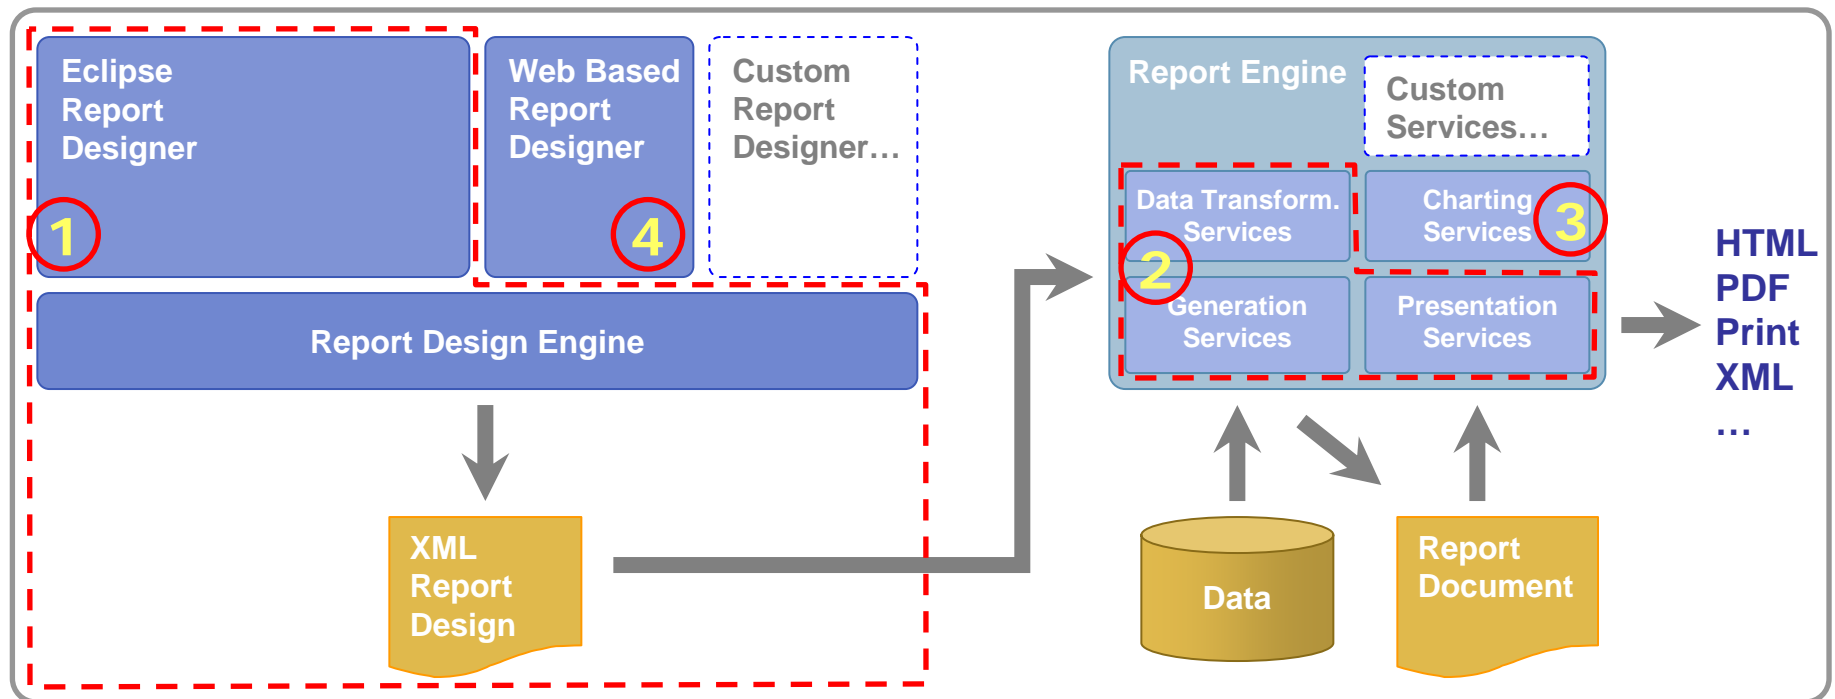 Eclipse
Report
Designer
1
Web Based
Report
Designer
4
Custom
Report
Designer…
Report Design Engine
XML
Report
Design
Report Engine
Custom
Services…
Data Transform.
Services
Charting
Services
3
2
Generation
Services
Presentation
Services
Data
Report
Document
HTML
PDF
Print
XML
…